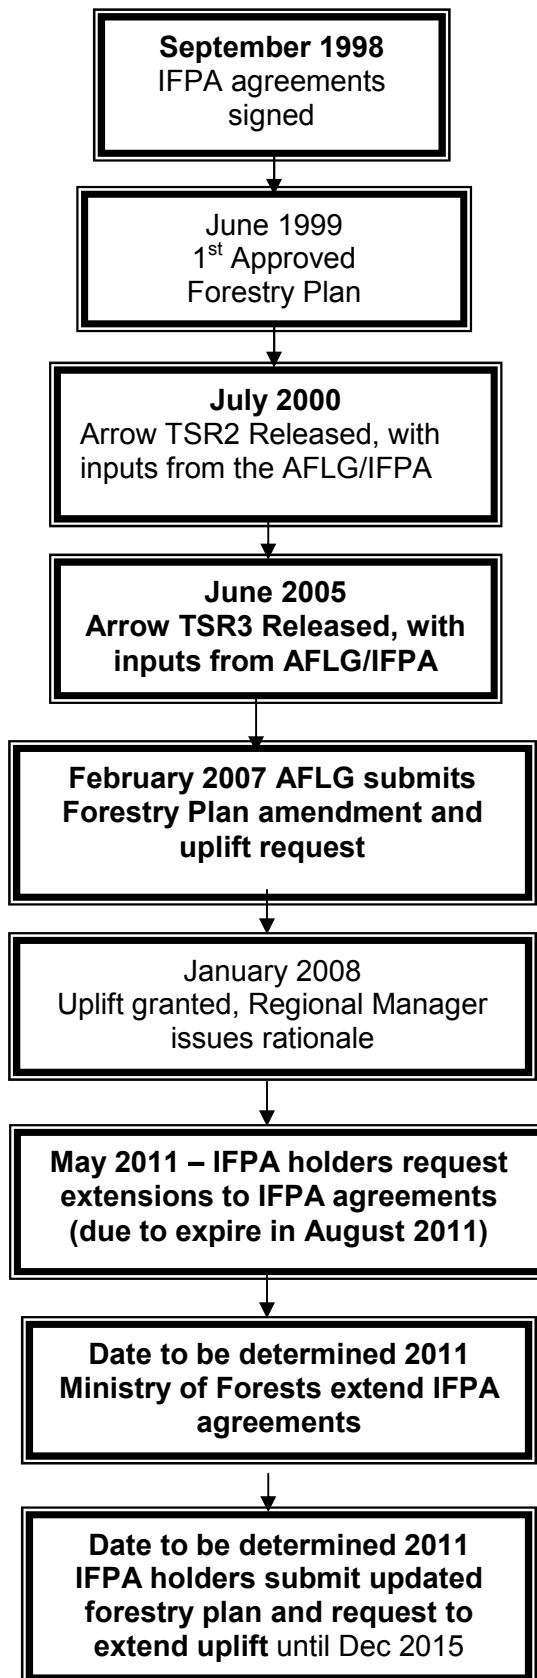 September 1998
IFPA agreements
signed
June 1999
1st Approved
Forestry Plan
July 2000
Arrow TSR2 Released, with
inputs from the AFLG/IFPA
June 2005
Arrow TSR3 Released, with
inputs from AFLG/IFPA
February 2007 AFLG submits
Forestry Plan amendment and
uplift request
January 2008
Uplift granted, Regional Manager
issues rationale
May 2011 – IFPA holders request
extensions to IFPA agreements
(due to expire in August 2011)
Date to be determined 2011
Ministry of Forests extend IFPA
agreements
Date to be determined 2011
IFPA holders submit updated
forestry plan and request to
extend uplift until Dec 2015